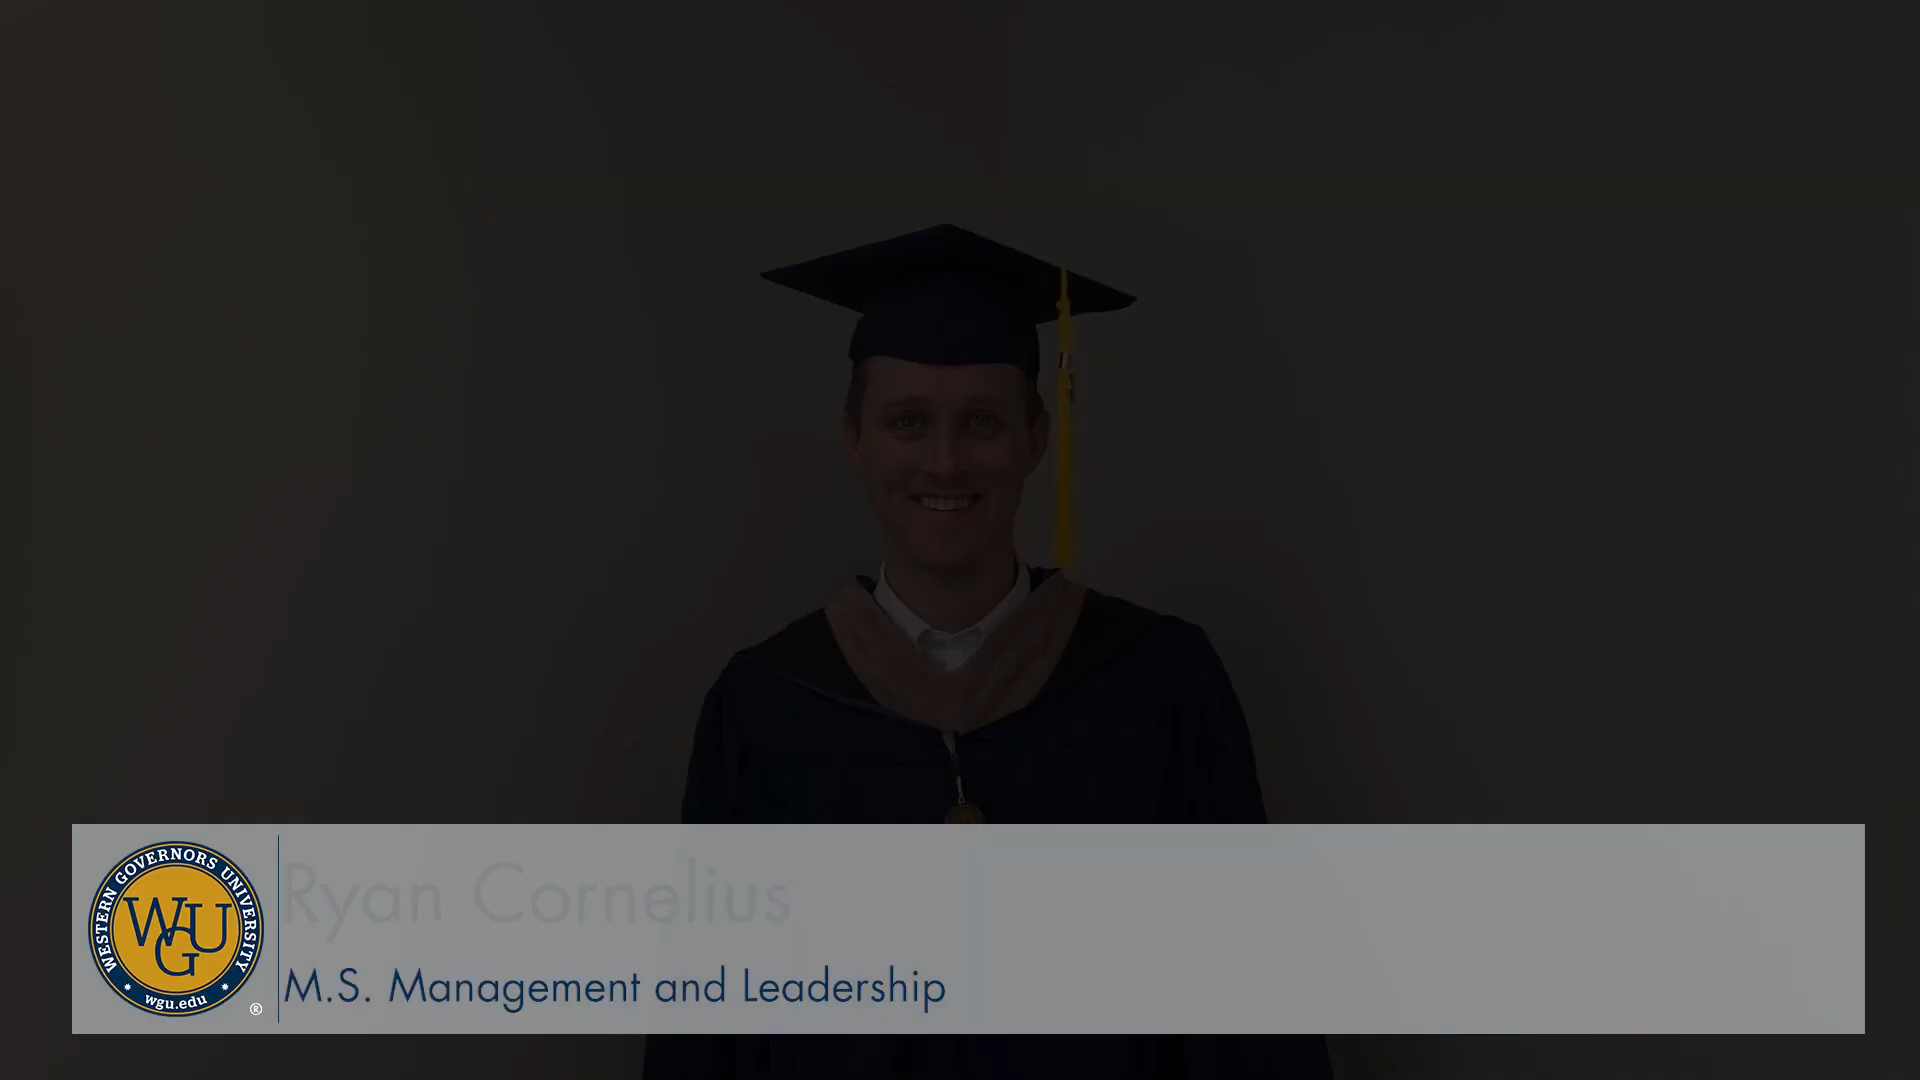 Ryan Cornelius
M.S. Management and Leadership
WESTERN GOVERNORS UNIVERSITY
WGU
wgu.edu
®